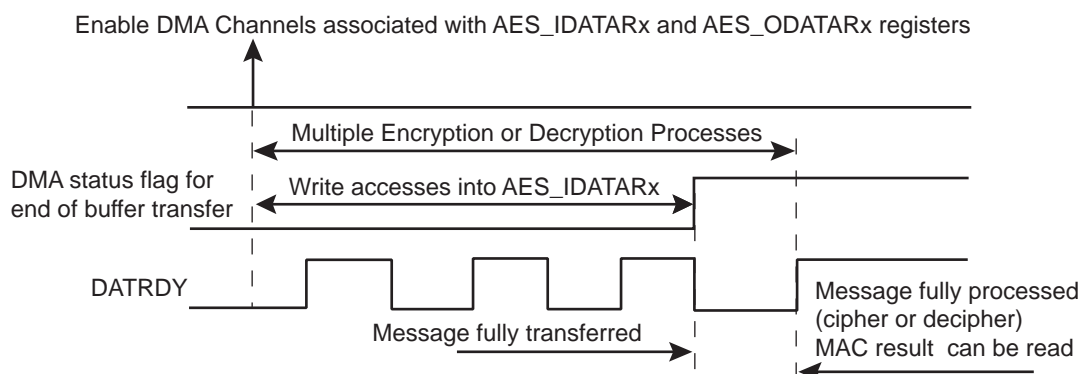 Enable DMA Channels associated with AES_IDATARx and AES_ODATARx registers
Multiple Encryption or Decryption Processes
DMA status flag for
end of buffer transfer
Write accesses into AES_IDATARx
DATRDY
Message fully transferred
Message fully processed
(cipher or decipher)
MAC result can be read